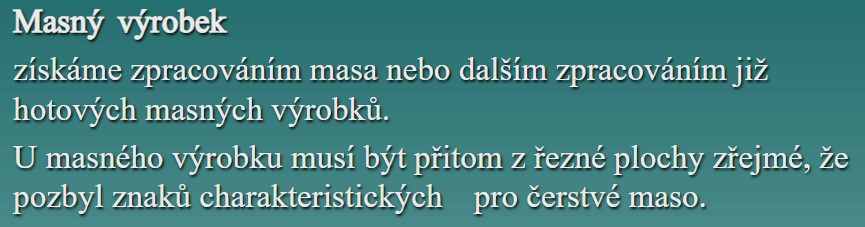 Masný výrobek
získáme zpracováním masa nebo dalším zpracováním již
hotových masných výrobků.
U masného výrobku musí být přitom z řezné plochy zřejmé, že
pozbyl znaků charakteristických pro čerstvé maso.